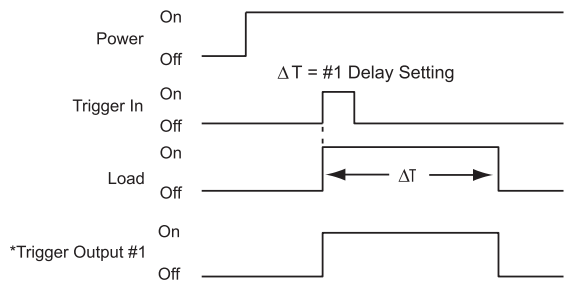 On
Power
Off
Δ T = #1 Delay Setting
On
Trigger In
Off
On
Load
ΔT
Off
On
*Trigger Output #1
Off